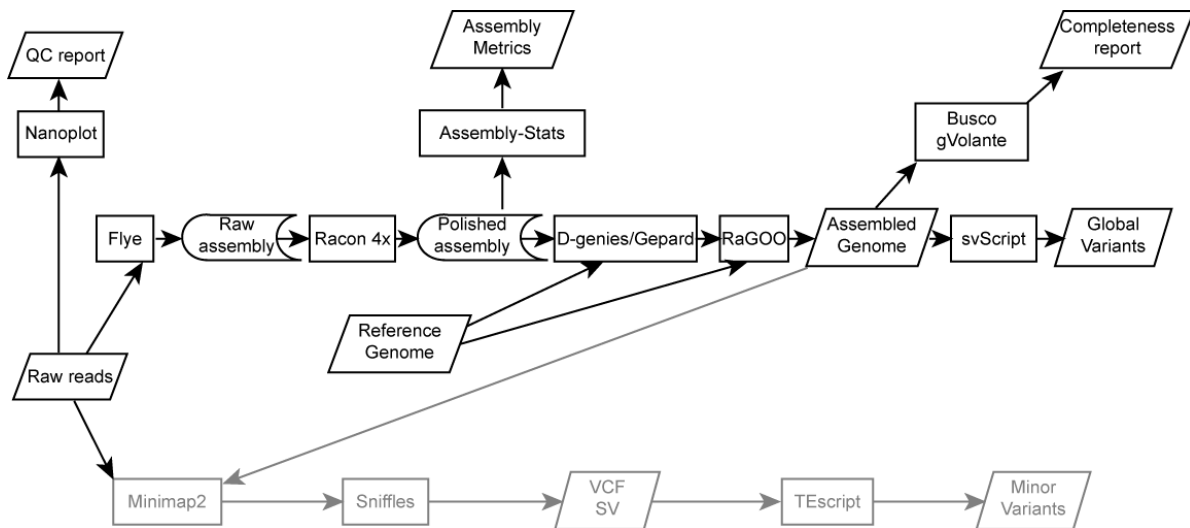 Assembly
Metrics
Completeness
report
QC report
Nanoplot
Assembly-Stats
Busco
gVolante
Flye
Raw
assembly
Racon 4x
Polished
assembly
D-genies/Gepard
RaGOO
Assembled
Genome
svScript
Global
Variants
Reference
Genome
Raw reads
Minimap2
Sniffles
VCF
SV
TEscript
Minor
Variants